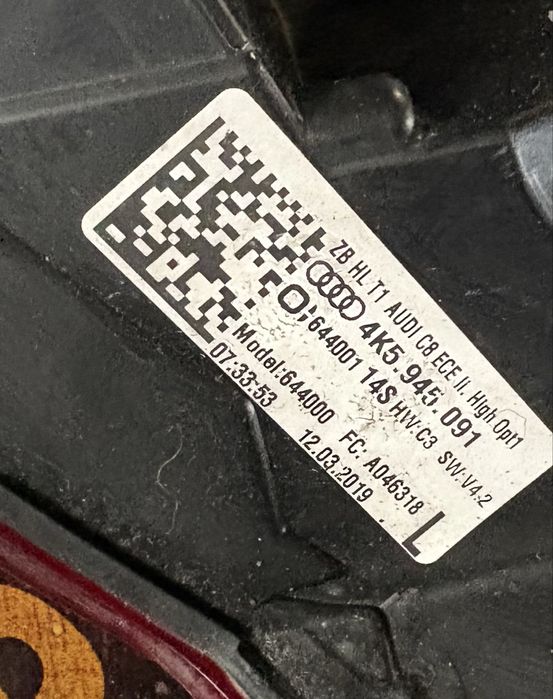 ZB HL T1 AUDI C8 ECE II High Opt1
4K5.945.091
644001 14S HW:C3 SW:V4.2
Model:644000 FC: A046318
07:33:53 12.03.2019 L